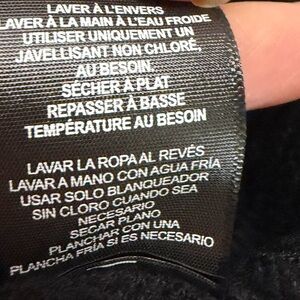 LAVER À L'ENVERS
LAVER À LA MAIN À L'EAU FROIDE
UTILISER UNIQUEMENT UN
JAVELLISANT NON CHLORÉ,
AU BESOIN.
SÉCHER À PLAT
REPASSER À BASSE
TEMPÉRATURE AU BESOIN
LAVAR LA ROPA AL REVÉS
LAVAR A MANO CON AGUA FRÍA
USAR SOLO BLANQUEADOR
SIN CLORO CUANDO SEA
NECESARIO
SECAR PLANO
PLANCHAR CON UNA
PLANCHA FRÍA SI ES NECESARIO